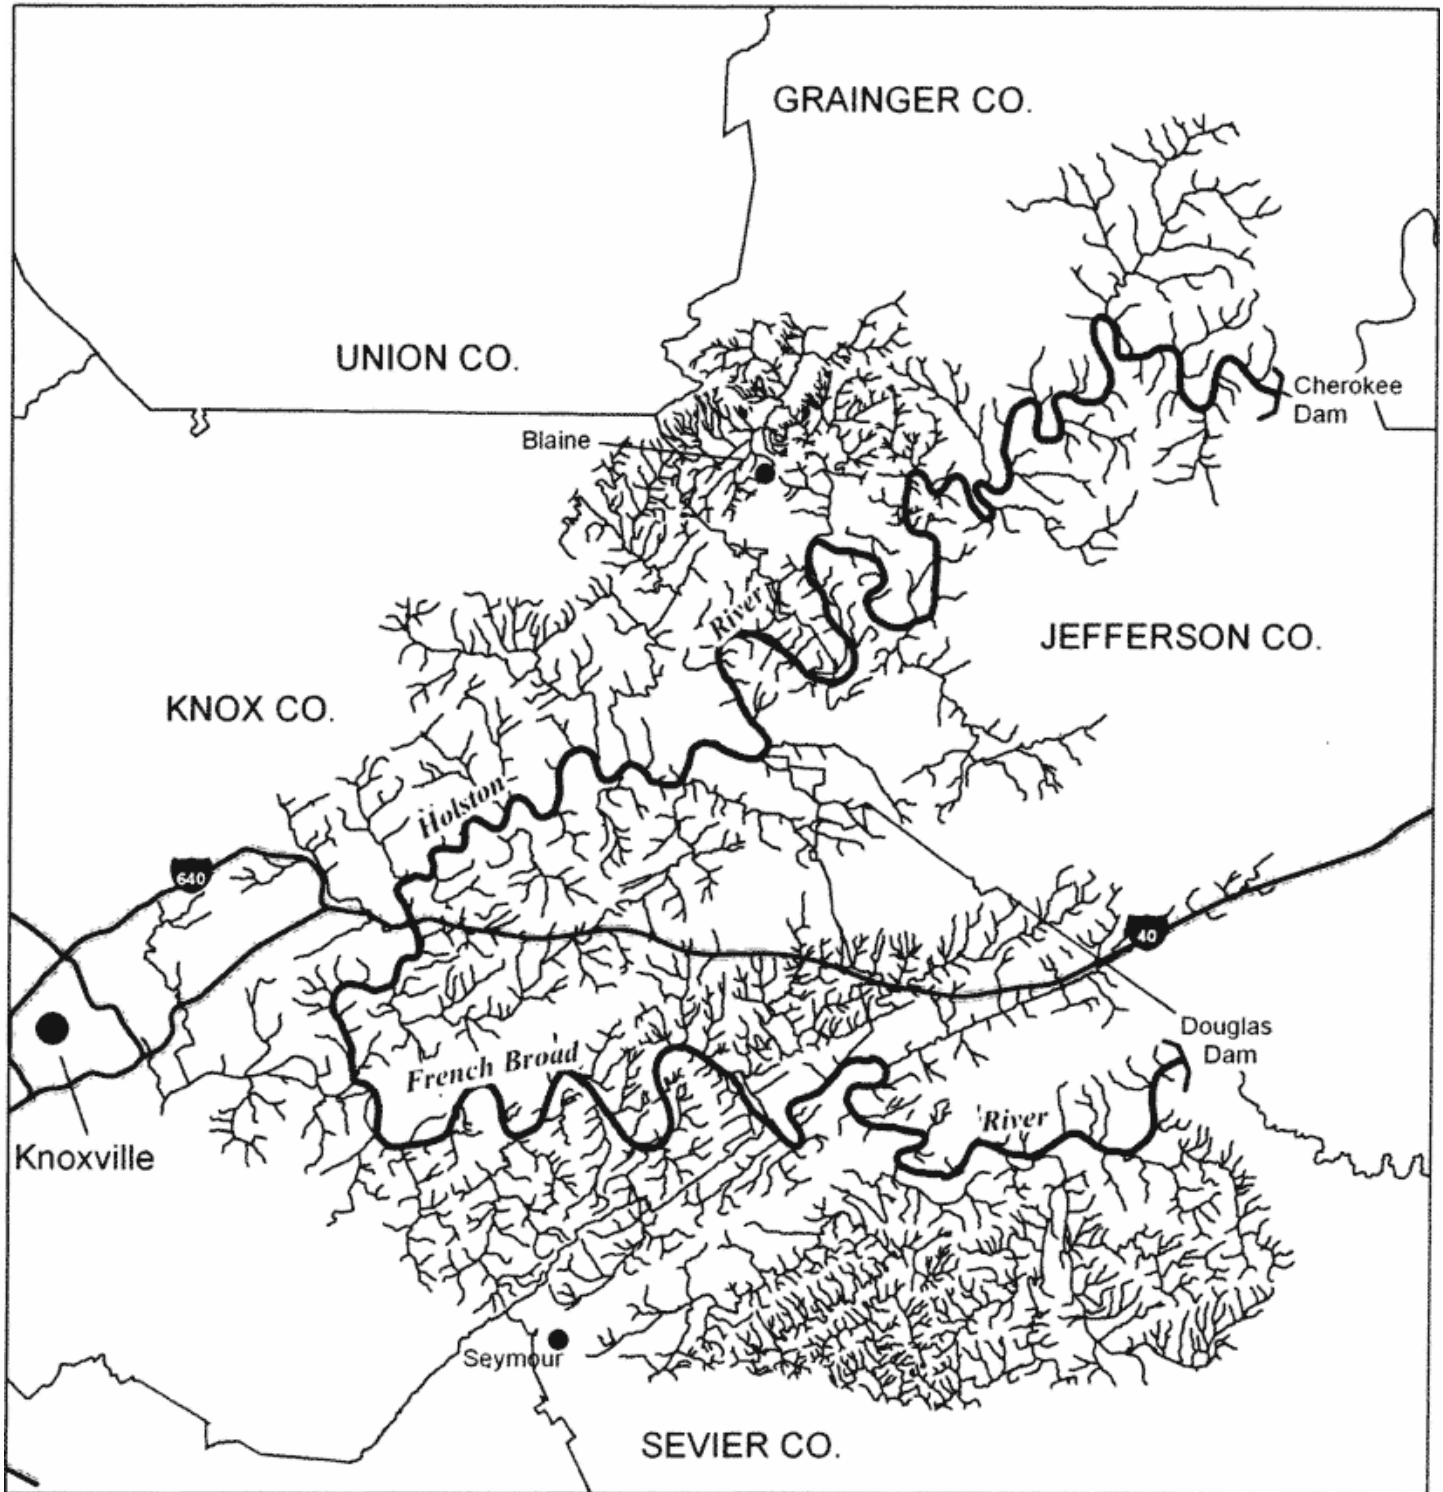 GRAINGER CO.
UNION CO.
Cherokee
Dam
Blaine
River
JEFFERSON CO.
KNOX CO.
Holston
640
40
Douglas
Dam
French Broad
River
Knoxville
Seymour
SEVIER CO.